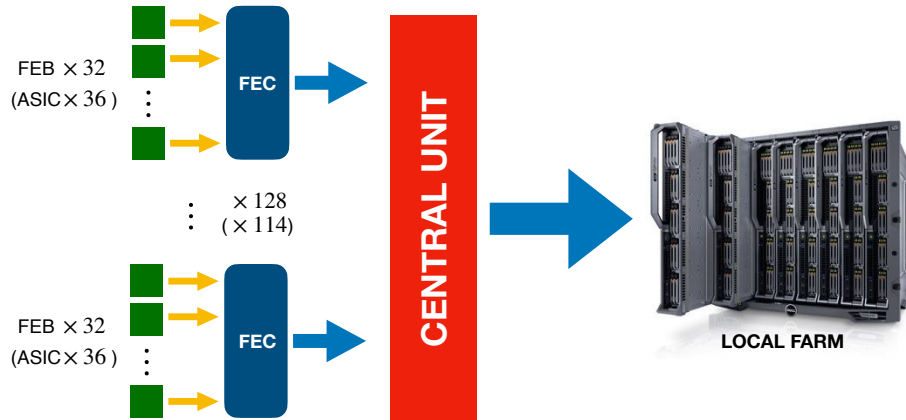 FEB × 32
(ASIC × 36 )
⋮
FEC
⋮
× 128
(× 114)
CENTRAL UNIT
FEB × 32
(ASIC × 36)
⋮
FEC
LOCAL FARM